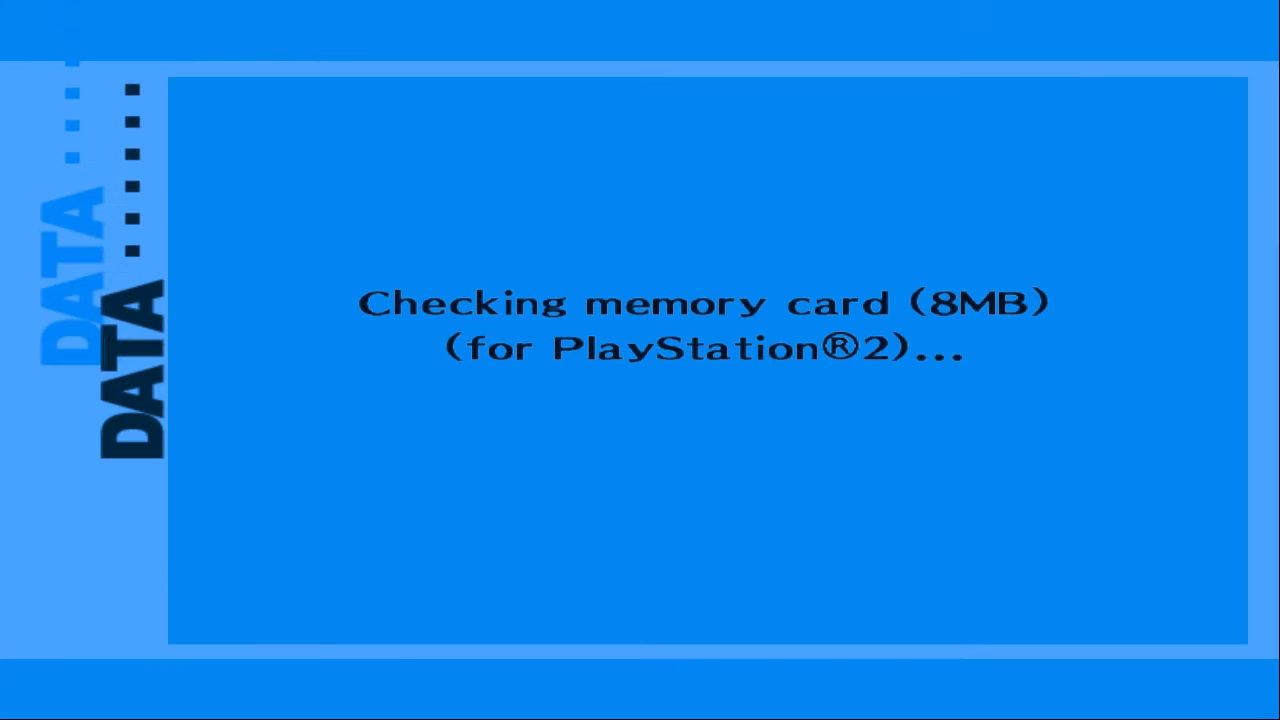 DATA ......
DATA ....
Checking memory card (8MB)
(for PlayStation®2)...